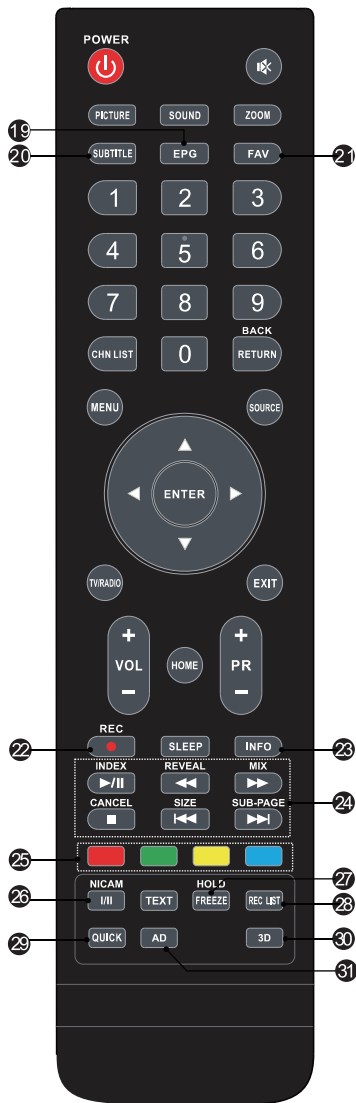 POWER
PICTURE SOUND ZOOM
19
20 SUBTITLE EPG FAV 21
1 2 3
4 5 6
7 8 9
BACK
CHN LIST 0 RETURN
MENU SOURCE
ENTER
TV/RADIO EXIT
+ +
VOL HOME PR
− −
REC
22 SLEEP INFO 23
INDEX REVEAL MIX
24
CANCEL SIZE SUB-PAGE
25
27
NICAM HOLD
26 I/II TEXT FREEZE REC LIST 28
29 QUICK AD 3D 30
31